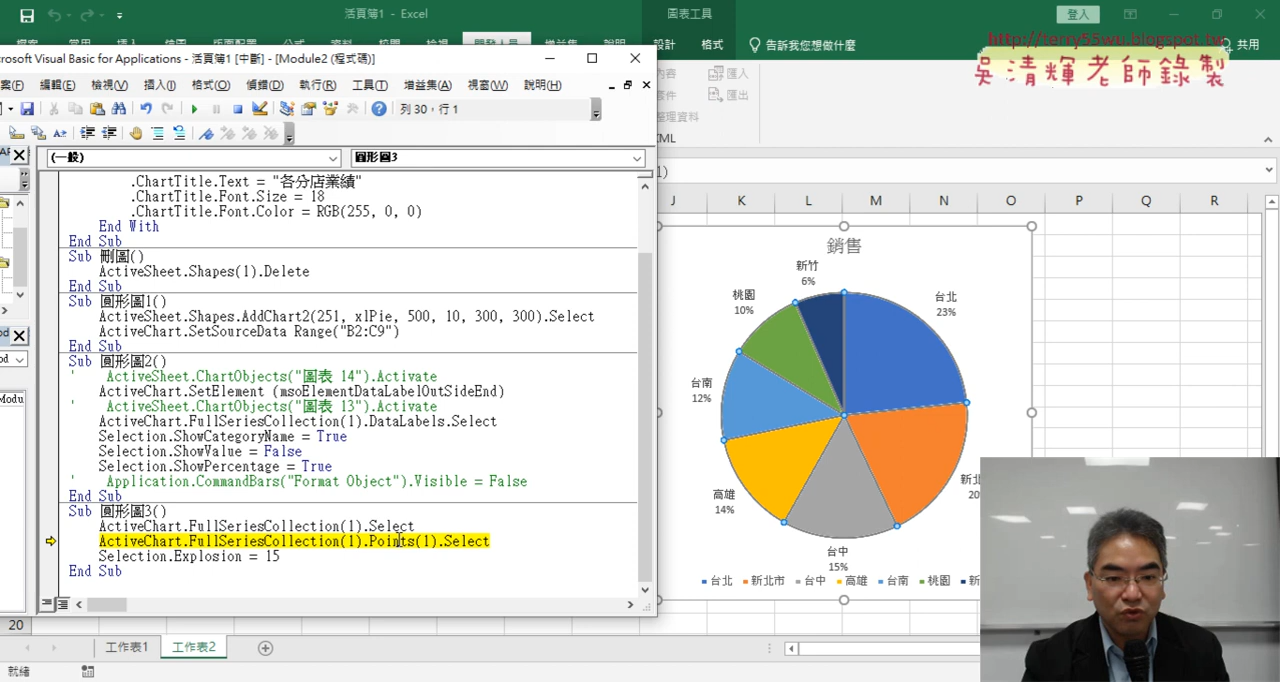 活頁簿1 - Excel
圖表工具
登入
設計
格式
告訴我您想做什麼
共用
http://terry55wu.blogspot.tw
吳清輝老師錄製
匯入
匯出
rosoft Visual Basic for Applications - 活頁簿1 [中斷] - [Module2 (程式碼)]
案(F) 編輯(E) 檢視(V) 插入(I) 格式(O) 偵錯(D) 執行(R) 工具(T) 增益集(A) 視窗(W) 說明(H)
列 30，行 1
(一般)
圓形圖3
.ChartTitle.Text = "各分店業績"
.ChartTitle.Font.Size = 18
.ChartTitle.Font.Color = RGB(255, 0, 0)
End With
End Sub
Sub 刪圖()
ActiveSheet.Shapes(1).Delete
End Sub
Sub 圓形圖1()
ActiveSheet.Shapes.AddChart2(251, xlPie, 500, 10, 300, 300).Select
ActiveChart.SetSourceData Range("B2:C9")
End Sub
Sub 圓形圖2()
' ActiveSheet.ChartObjects("圖表 14").Activate
ActiveChart.SetElement (msoElementDataLabelOutSideEnd)
' ActiveSheet.ChartObjects("圖表 13").Activate
ActiveChart.FullSeriesCollection(1).DataLabels.Select
Selection.ShowCategoryName = True
Selection.ShowValue = False
Selection.ShowPercentage = True
' Application.CommandBars("Format Object").Visible = False
End Sub
Sub 圓形圖3()
ActiveChart.FullSeriesCollection(1).Select
ActiveChart.FullSeriesCollection(1).Points(1).Select
Selection.Explosion = 15
End Sub
J K L M N O P Q R
銷售
新竹
6%
台北
23%
桃園
10%
台南
12%
高雄
14%
台中
15%
新北
20
台北 新北市 台中 高雄 台南 桃園 新
20
工作表1 工作表2
就緒